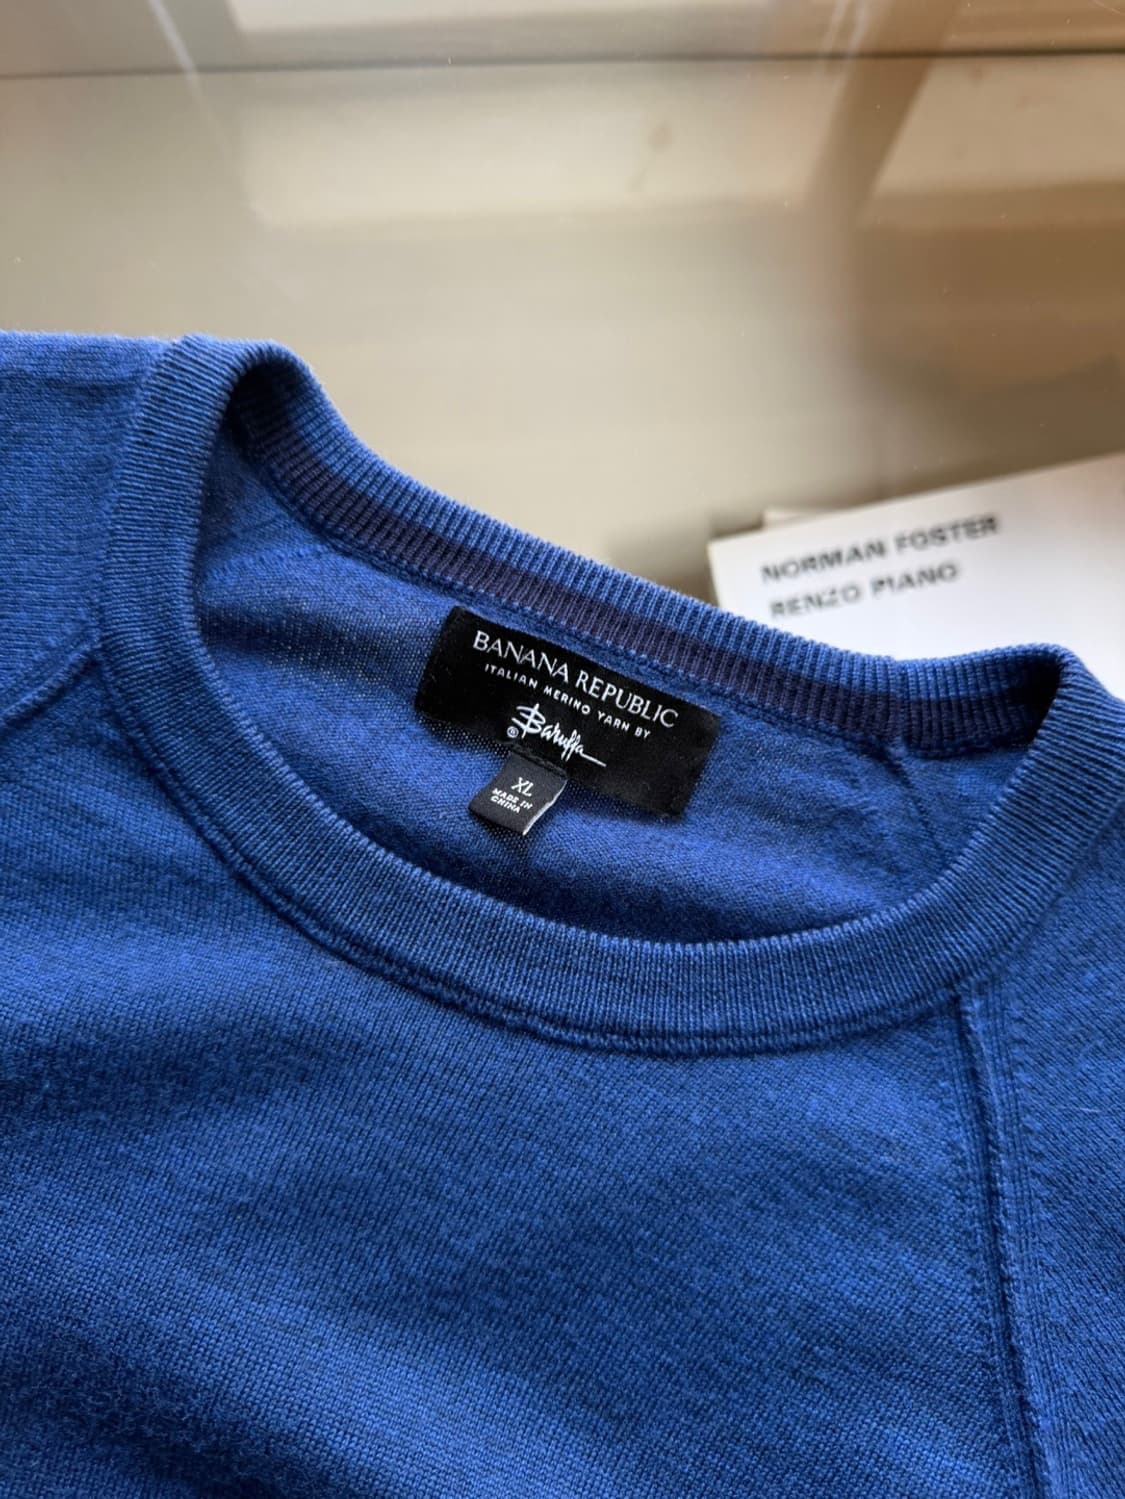 NORMAN FOSTER
RENZO PIANO
BANANA REPUBLIC
ITALIAN MERINO YARN BY
Baruffa
®
XL
MADE IN
CHINA